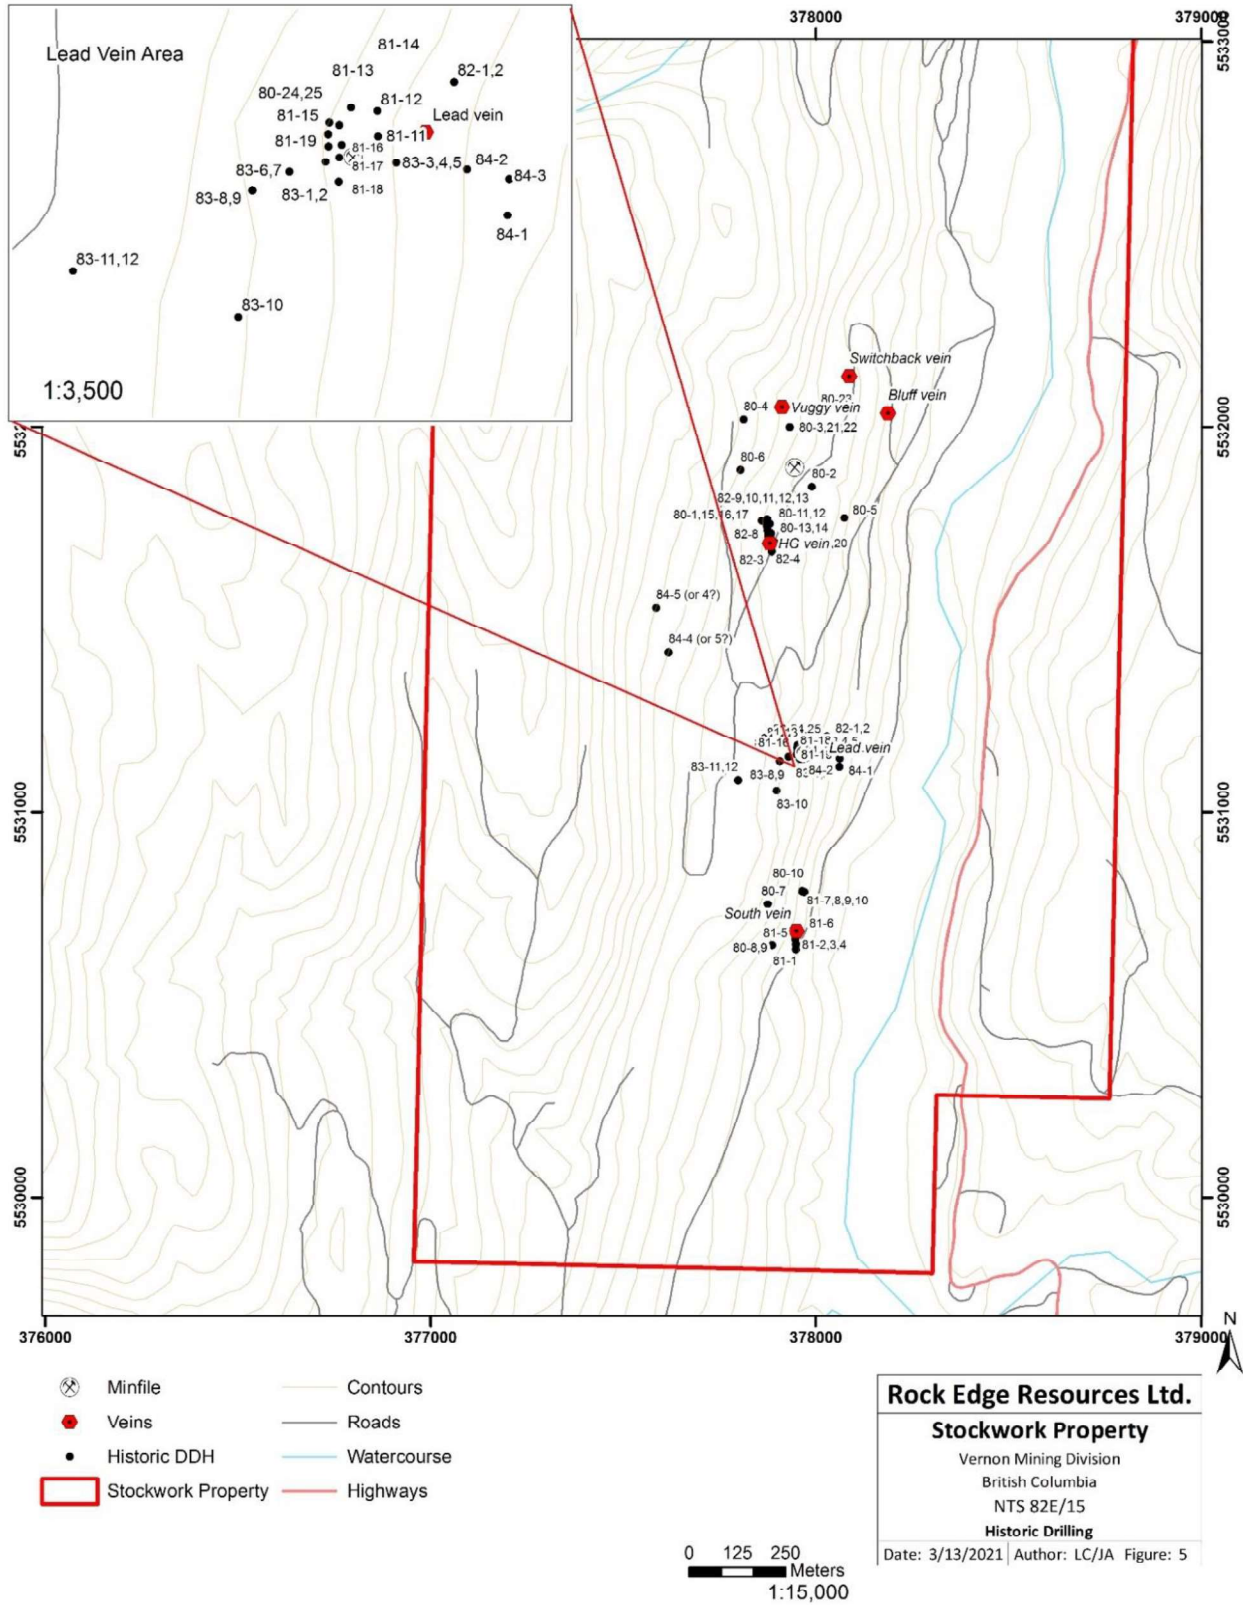 378000
379000
5533000
5533000
Lead Vein Area
81-14
81-13
82-1,2
80-24,25
81-12
Lead vein
81-15
81-11
81-19
81-16
81-17
83-3,4,5
84-2
84-3
83-6,7
83-8,9
83-1,2
81-18
84-1
83-11,12
83-10
1:3,500
Switchback vein
80-23
Bluff vein
80-4
Vuggy vein
80-3,21,22
5532000
80-6
80-2
82-9,10,11,12,13
80-1,15,16,17
80-11,12
80-5
82-8
80-13,14
HG vein
,20
82-3
82-4
84-5 (or 4?)
84-4 (or 5?)
82-1,2
81-16
Lead vein
83-11,12
83-8,9
84-2
84-1
83-10
5531000
5531000
80-10
80-7
81-7,8,9,10
South vein
81-6
81-5
80-8,9
81-2,3,4
81-1
5530000
5530000
376000
377000
378000
379000
N
Minfile
Contours
Veins
Roads
Historic DDH
Watercourse
Stockwork Property
Highways
Rock Edge Resources Ltd.
Stockwork Property
Vernon Mining Division
British Columbia
NTS 82E/15
Historic Drilling
Date: 3/13/2021 Author: LC/JA Figure: 5
0 125 250
Meters
1:15,000